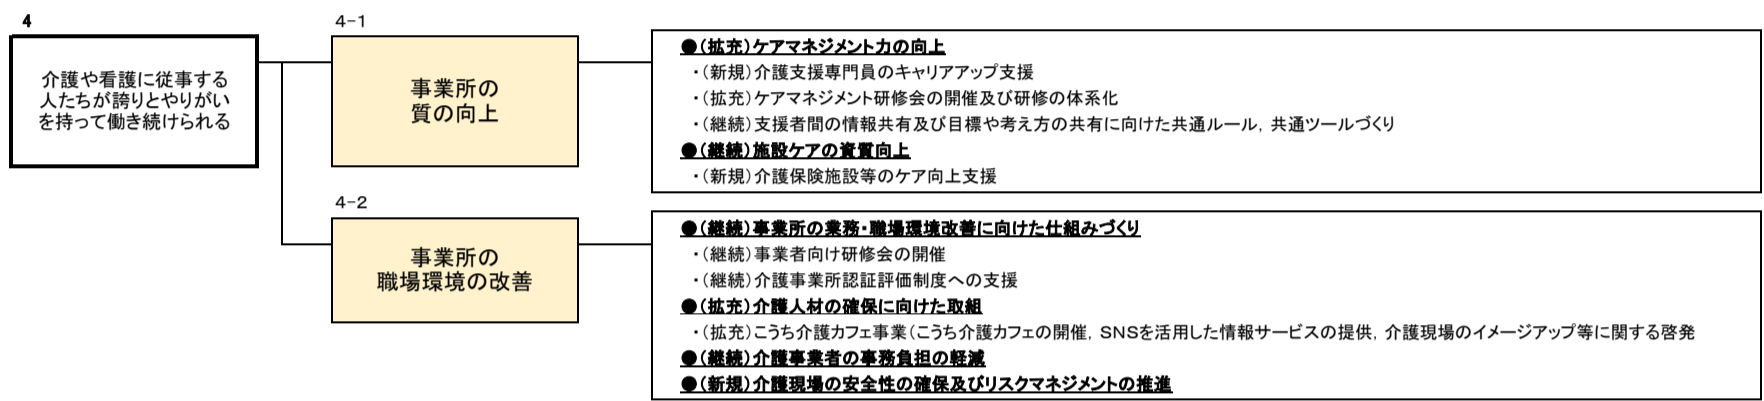 4
介護や看護に従事する
人たちが誇りとやりがい
を持って働き続けられる
4-1
事業所の
質の向上
●(拡充)ケアマネジメント力の向上
・(新規)介護支援専門員のキャリアアップ支援
・(拡充)ケアマネジメント研修会の開催及び研修の体系化
・(継続)支援者間の情報共有及び目標や考え方の共有に向けた共通ルール，共通ツールづくり
●(継続)施設ケアの資質向上
・(新規)介護保険施設等のケア向上支援
4-2
事業所の
職場環境の改善
●(継続)事業所の業務・職場環境改善に向けた仕組みづくり
・(継続)事業者向け研修会の開催
・(継続)介護事業所認証評価制度への支援
●(拡充)介護人材の確保に向けた取組
・(拡充)こうち介護カフェ事業(こうち介護カフェの開催，SNSを活用した情報サービスの提供，介護現場のイメージアップ等に関する啓発
●(継続)介護事業者の事務負担の軽減
●(新規)介護現場の安全性の確保及びリスクマネジメントの推進